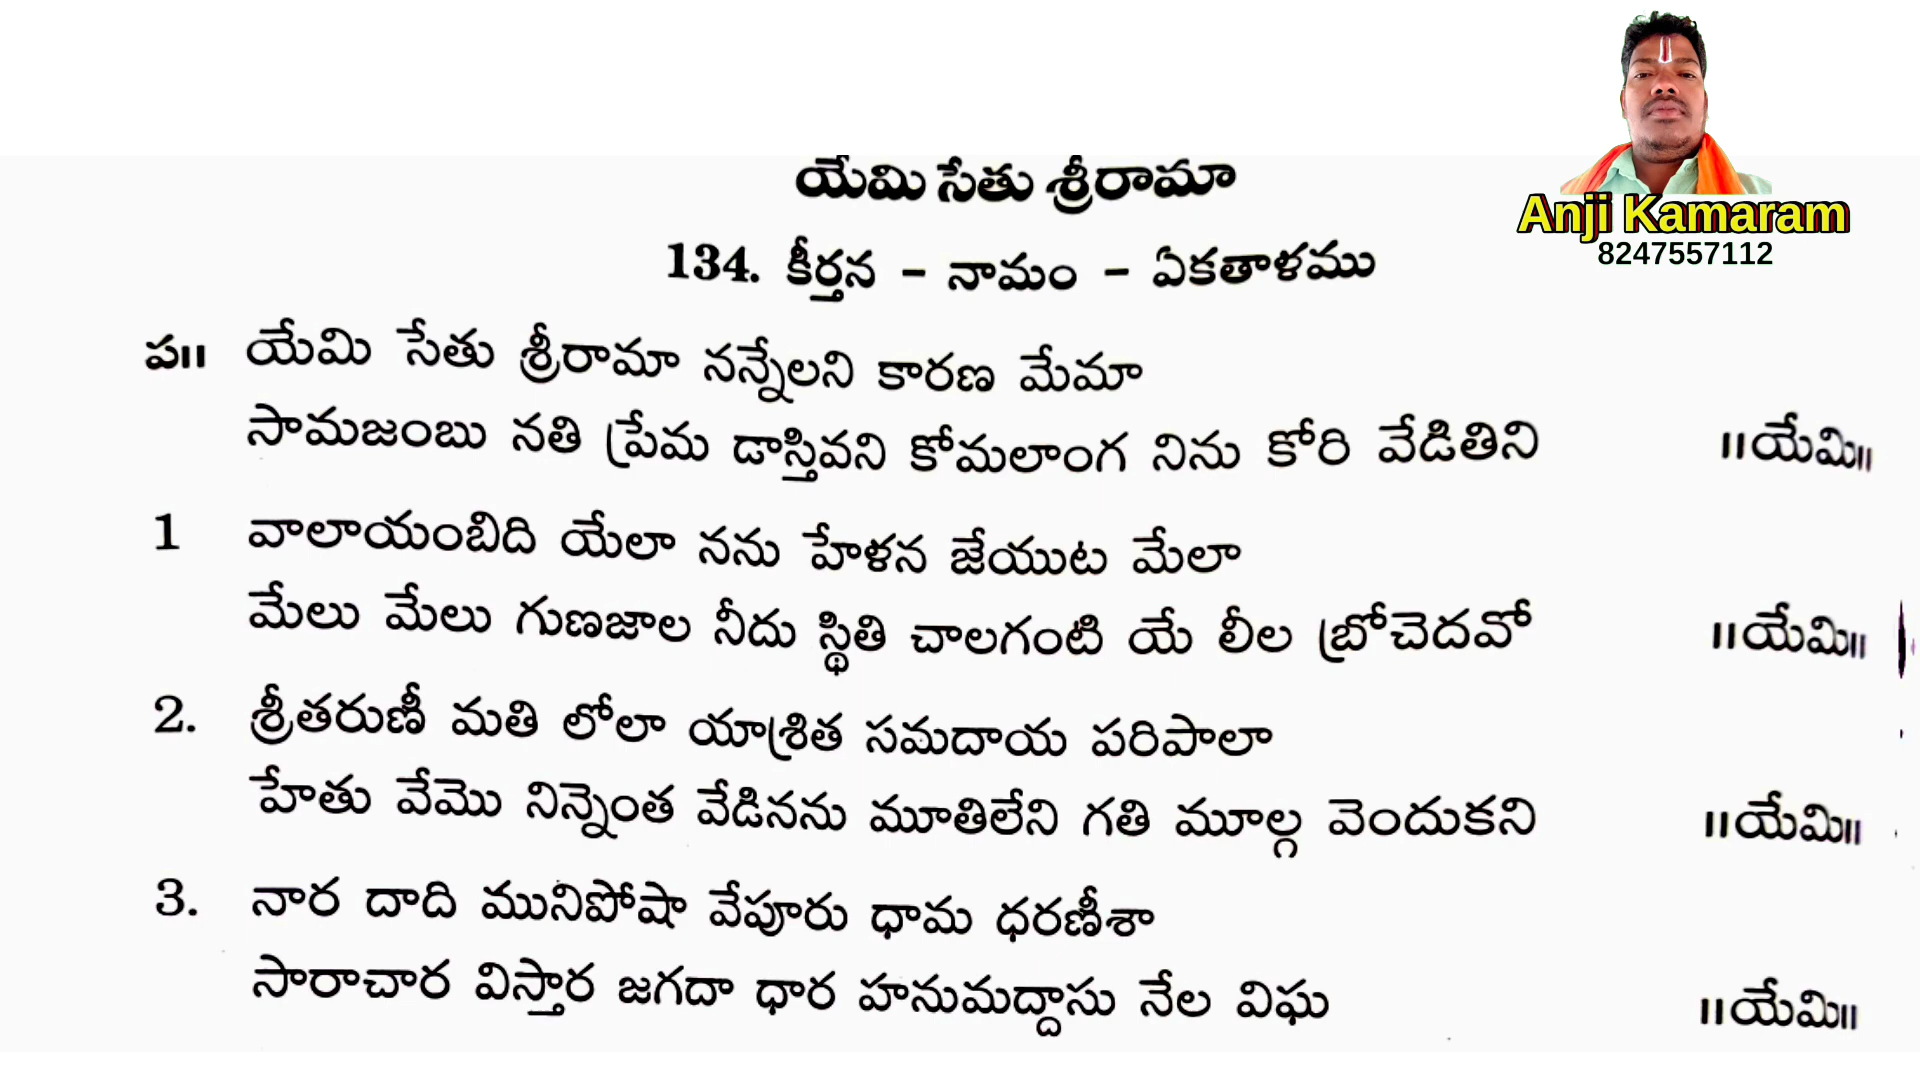 Anji Kamaram
8247557112
యేమి సేతు శ్రీరామా
134. కీర్తన - నామం - ఏకతాళము
ప॥ యేమి సేతు శ్రీరామా నన్నేలని కారణ మేమా
సామజంబు నతి ప్రేమ డాస్తివని కోమలాంగ నిను కోరి వేడితిని ॥యేమి॥
1 వాలాయంబిది యేలా నను హేళన జేయుట మేలా
మేలు మేలు గుణజాల నీదు స్థితి చాలగంటి యే లీల బ్రోచెదవో ॥యేమి॥
2. శ్రీతరుణీ మతి లోలా యాశ్రిత సమదాయ పరిపాలా
హేతు వేమొ నిన్నెంత వేడినను మూతిలేని గతి మూల్గ వెందుకని ॥యేమి॥
3. నార దాది మునిపోషా వేపూరు ధామ ధరణీశా
సారాచార విస్తార జగదా ధార హనుమద్దాసు నేల విఘ ॥యేమి॥